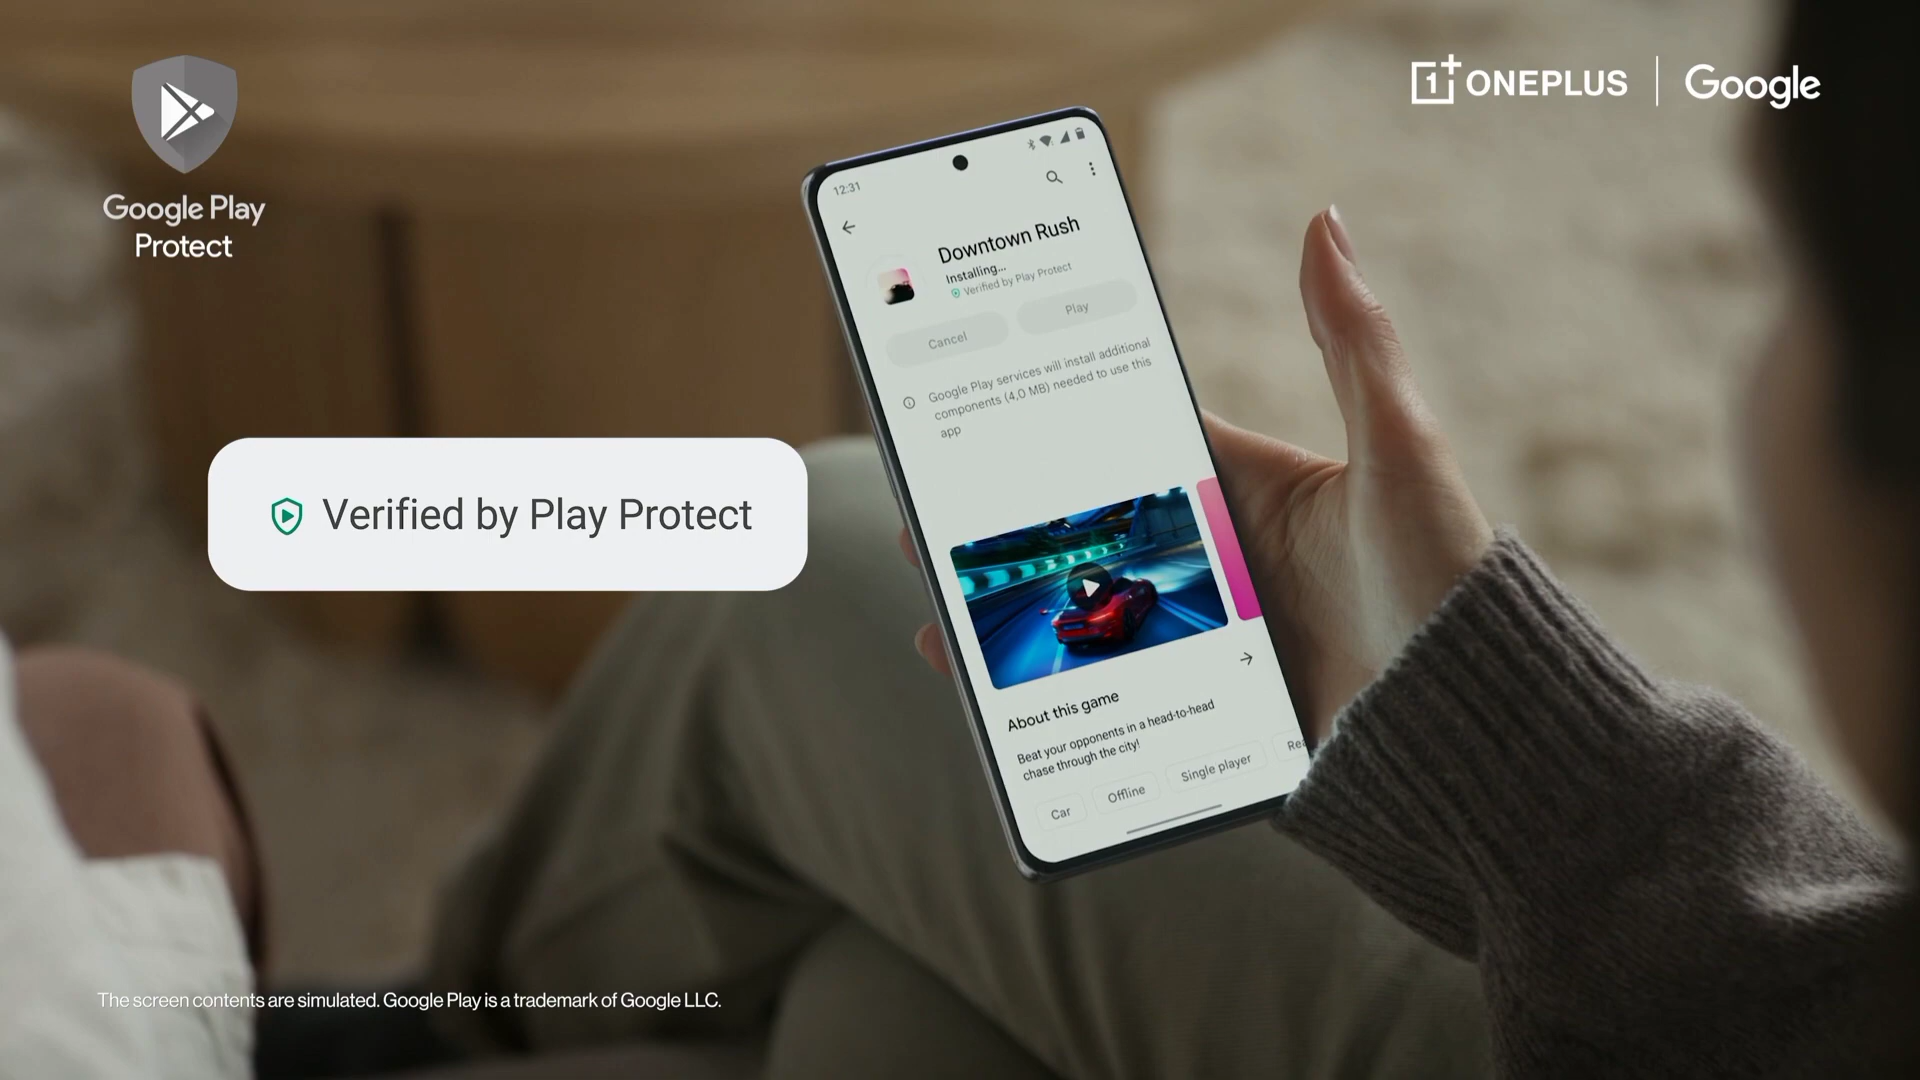 Google Play
Protect
ONEPLUS | Google
12:31
Downtown Rush
Installing...
Verified by Play Protect
Cancel
Play
Google Play services will install additional
components (4,0 MB) needed to use this
app
Verified by Play Protect
About this game
Beat your opponents in a head-to-head
chase through the city!
Car
Offline
Single player
The screen contents are simulated. Google Play is a trademark of Google LLC.